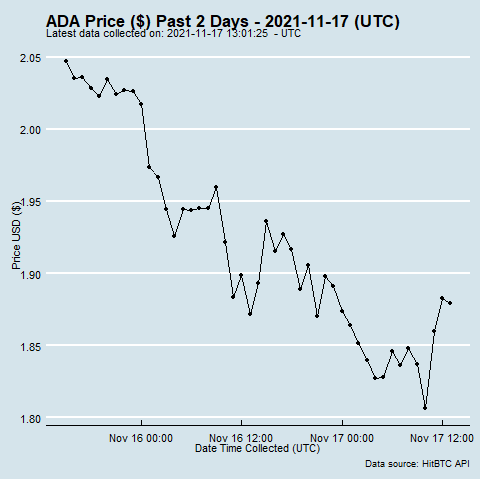 ADA Price ($) Past 2 Days - 2021-11-17 (UTC)
Latest data collected on: 2021-11-17 13:01:25  - UTC
2.05
2.00
1.95
1.90
1.85
1.80
Price USD ($)
Nov 16 00:00
Nov 16 12:00
Nov 17 00:00
Nov 17 12:00
Date Time Collected (UTC)
Data source: HitBTC API